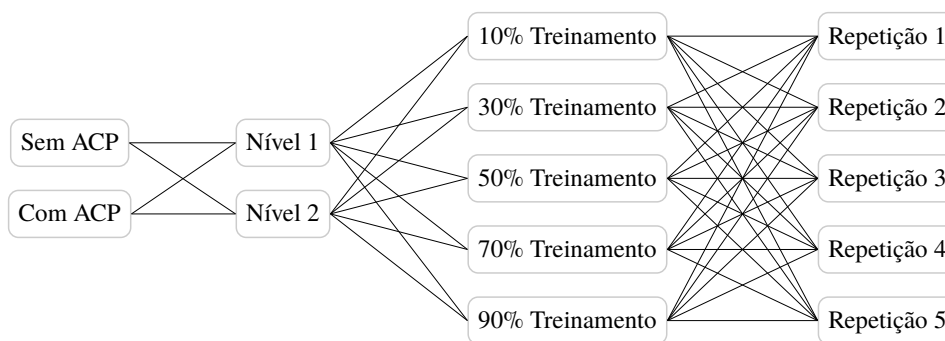 Sem ACP
Com ACP
Nível 1
Nível 2
10% Treinamento
30% Treinamento
50% Treinamento
70% Treinamento
90% Treinamento
Repetição 1
Repetição 2
Repetição 3
Repetição 4
Repetição 5